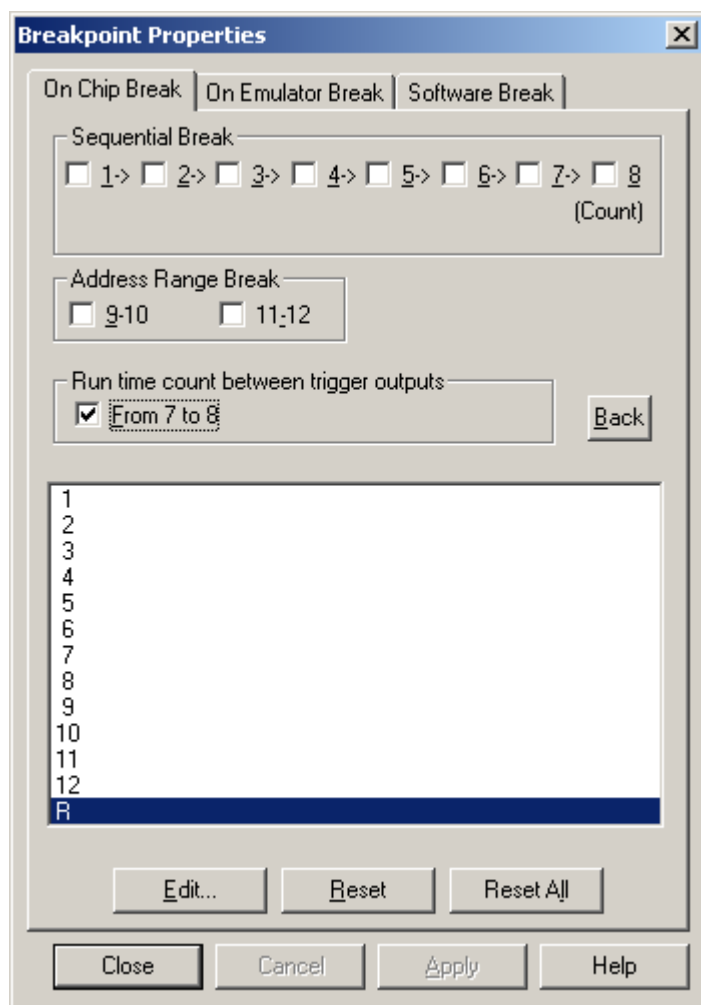 Breakpoint Properties
On Chip Break On Emulator Break Software Break
Sequential Break
1-> 2-> 3-> 4-> 5-> 6-> 7-> 8
(Count)
Address Range Break
9-10 11-12
Run time count between trigger outputs
From 7 to 8
Back
1
2
3
4
5
6
7
8
9
10
11
12
R
Edit... Reset Reset All
Close Cancel Apply Help